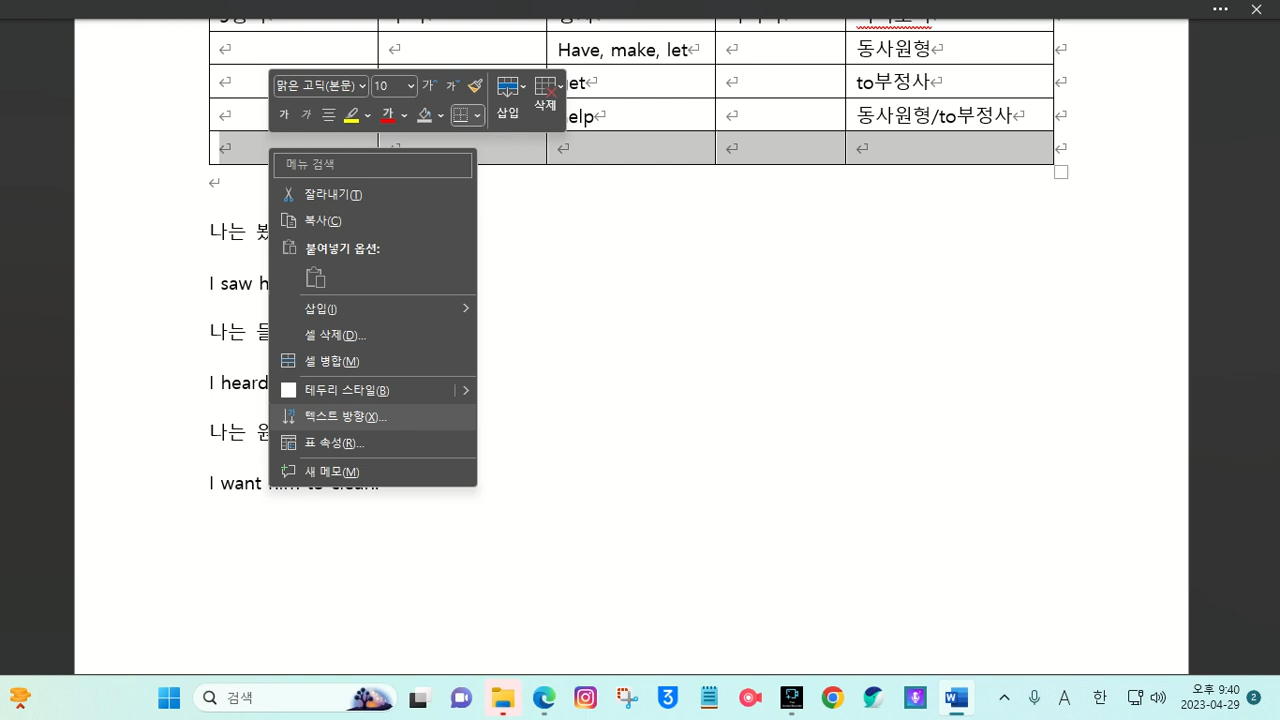 Have, make, let
동사원형
to부정사
동사원형/to부정사
맑은 고딕(본문)
10
가
가
삽입
삭제
가
가
가
메뉴 검색
잘라내기(T)
복사(C)
붙여넣기 옵션:
삽입(I)
셀 삭제(D)...
셀 병합(M)
테두리 스타일(B)
텍스트 방향(X)...
표 속성(R)...
새 메모(M)
나는
I saw
나는
I heard
나는
I want
검색
A
한
오후 9:40
2023-04-29
2